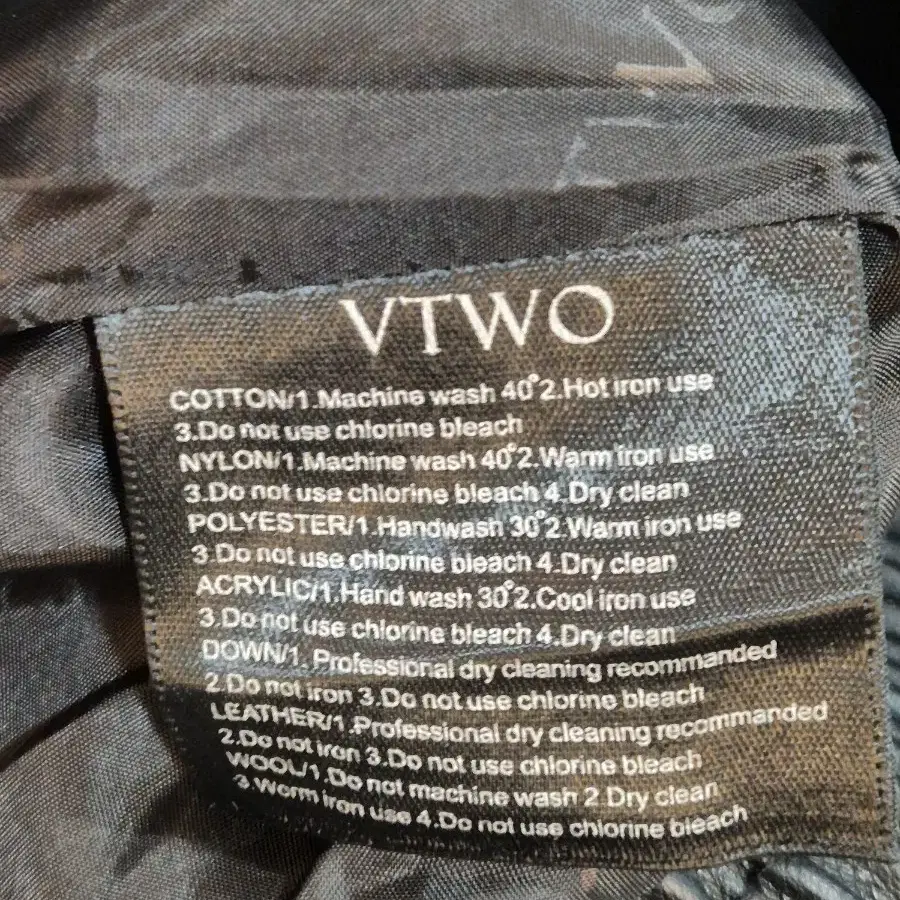 VTWO
COTTON/1.Machine wash 40°2.Hot iron use
3.Do not use chlorine bleach
NYLON/1.Machine wash 40°2.Warm iron use
3.Do not use chlorine bleach 4.Dry clean
POLYESTER/1.Handwash 30°2.Warm iron use
3.Do not use chlorine bleach 4.Dry clean
ACRYLIC/1.Hand wash 30°2.Cool iron use
3.Do not use chlorine bleach 4.Dry clean
DOWN/1. Professional dry cleaning recommanded
2.Do not iron 3.Do not use chlorine bleach
LEATHER/1.Professional dry cleaning recommanded
2.Do not iron 3.Do not use chlorine bleach
WOOL/1.Do not machine wash 2.Dry clean
3.Worm iron use 4.Do not use chlorine bleach